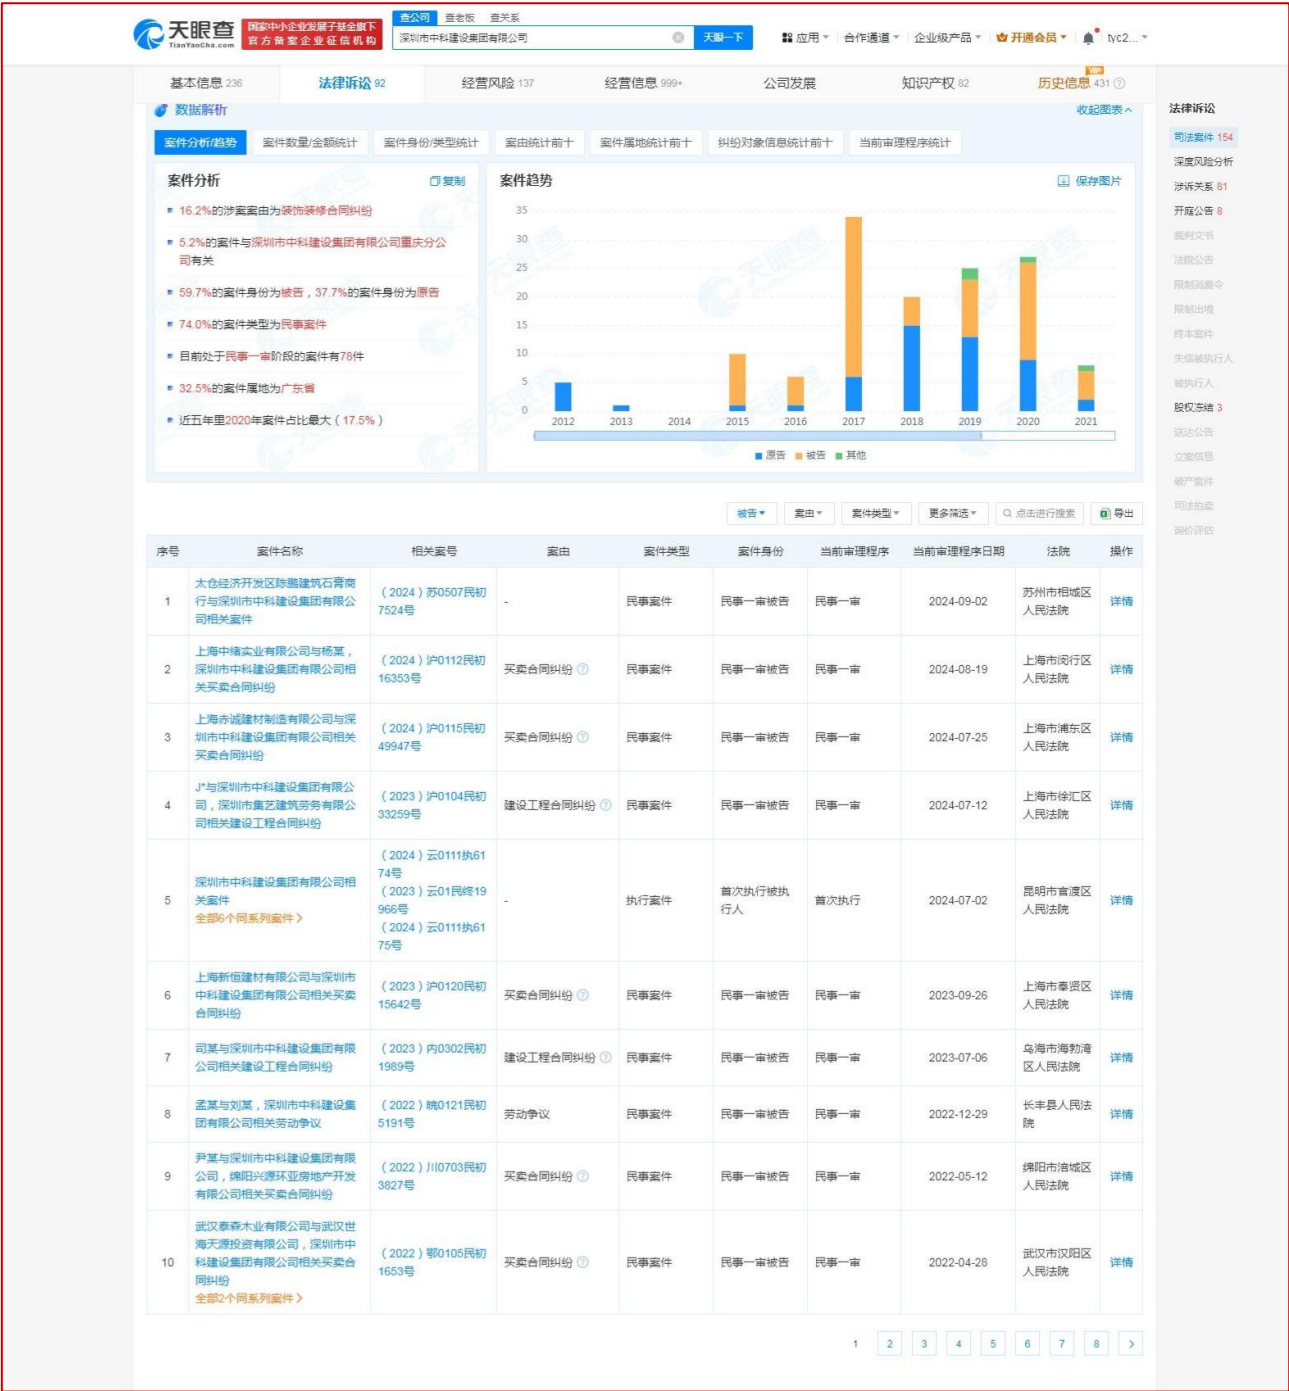 天眼查
TianYanCha.com
国家中小企业发展子基金旗下
官方备案企业征信机构
查公司 查老板 查关系
深圳市中科建设集团有限公司
天眼一下
应用 合作通道 企业级产品 开通会员 tyc2...
基本信息 236 法律诉讼 92 经营风险 137 经营信息 999+ 公司发展 知识产权 82 历史信息 431
VIP
数据解析 收起图表
案件分析/趋势 案件数量/金额统计 案件身份/类型统计 案由统计前十 案件属地统计前十 纠纷对象信息统计前十 当前审理程序统计
案件分析 复制
16.2%的涉案案由为装饰装修合同纠纷
5.2%的案件与深圳市中科建设集团有限公司重庆分公
司有关
59.7%的案件身份为被告，37.7%的案件身份为原告
74.0%的案件类型为民事案件
目前处于民事一审阶段的案件有78件
32.5%的案件属地为广东省
近五年里2020年案件占比最大（17.5%）
案件趋势 保存图片
35
30
25
20
15
10
5
0
2012 2013 2014 2015 2016 2017 2018 2019 2020 2021
原告 被告 其他
法律诉讼
司法案件 154
深度风险分析
涉诉关系 81
开庭公告 8
裁判文书
法院公告
限制消费令
限制出境
终本案件
失信被执行人
被执行人
股权冻结 3
送达公告
立案信息
破产案件
司法拍卖
询价评估
被告 案由 案件类型 更多筛选 点击进行搜索 导出
序号 案件名称 相关案号 案由 案件类型 案件身份 当前审理程序 当前审理程序日期 法院 操作
太仓经济开发区陈鹏建筑石膏商
行与深圳市中科建设集团有限公
司相关案件
1 （2024）苏0507民初
7524号 - 民事案件 民事一审被告 民事一审 2024-09-02 苏州市相城区
人民法院 详情
上海中绪实业有限公司与杨某，
深圳市中科建设集团有限公司相
关买卖合同纠纷
2 （2024）沪0112民初
16353号 买卖合同纠纷 民事案件 民事一审被告 民事一审 2024-08-19 上海市闵行区
人民法院 详情
上海赤诚建材制造有限公司与深
圳市中科建设集团有限公司相关
买卖合同纠纷
3 （2024）沪0115民初
49947号 买卖合同纠纷 民事案件 民事一审被告 民事一审 2024-07-25 上海市浦东区
人民法院 详情
J*与深圳市中科建设集团有限公
司，深圳市集艺建筑劳务有限公
司相关建设工程合同纠纷
4 （2023）沪0104民初
33259号 建设工程合同纠纷 民事案件 民事一审被告 民事一审 2024-07-12 上海市徐汇区
人民法院 详情
深圳市中科建设集团有限公司相
关案件
全部6个同系列案件
5 （2024）云0111执61
74号
（2023）云01民终19
966号
（2024）云0111执61
75号 - 执行案件 首次执行被执
行人 首次执行 2024-07-02 昆明市官渡区
人民法院 详情
上海新恒建材有限公司与深圳市
中科建设集团有限公司相关买卖
合同纠纷
6 （2023）沪0120民初
15642号 买卖合同纠纷 民事案件 民事一审被告 民事一审 2023-09-26 上海市奉贤区
人民法院 详情
司某与深圳市中科建设集团有限
公司相关建设工程合同纠纷
7 （2023）内0302民初
1989号 建设工程合同纠纷 民事案件 民事一审被告 民事一审 2023-07-06 乌海市海勃湾
区人民法院 详情
孟某与刘某，深圳市中科建设集
团有限公司相关劳动争议
8 （2022）皖0121民初
5191号 劳动争议 民事案件 民事一审被告 民事一审 2022-12-29 长丰县人民法
院 详情
尹某与深圳市中科建设集团有限
公司，绵阳兴源环亚房地产开发
有限公司相关买卖合同纠纷
9 （2022）川0703民初
3827号 买卖合同纠纷 民事案件 民事一审被告 民事一审 2022-05-12 绵阳市涪城区
人民法院 详情
武汉泰森木业有限公司与武汉世
海天源投资有限公司，深圳市中
科建设集团有限公司相关买卖合
同纠纷
全部2个同系列案件
10 （2022）鄂0105民初
1653号 买卖合同纠纷 民事案件 民事一审被告 民事一审 2022-04-28 武汉市汉阳区
人民法院 详情
1 2 3 4 5 6 7 8